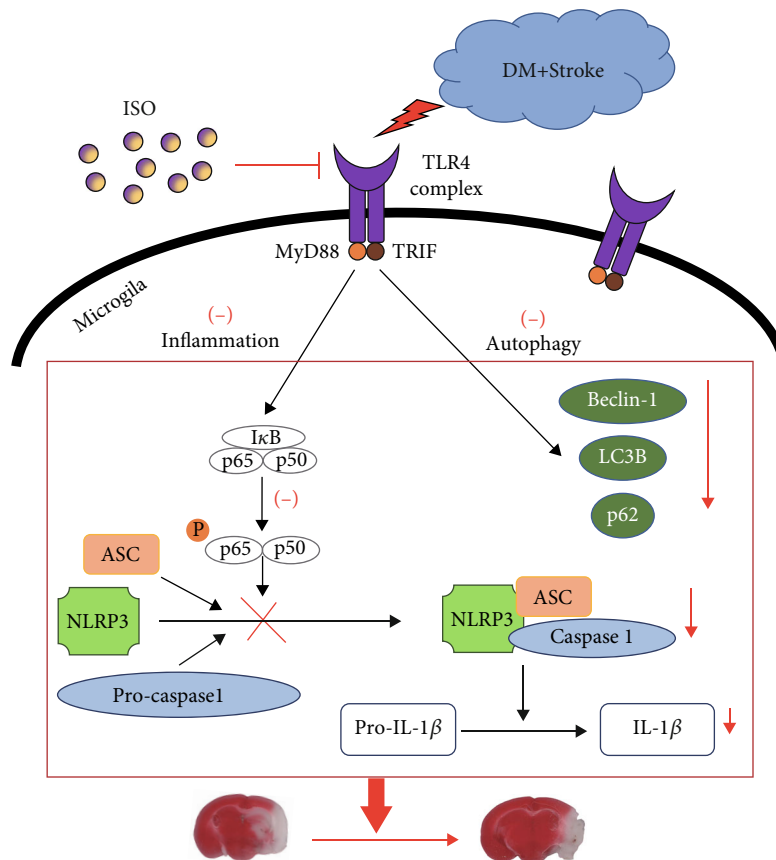 DM+Stroke
ISO
TLR4
complex
MyD88
TRIF
Microgila
(–)
Inflammation
(–)
Autophagy
Beclin-1
IκB
p65
p50
LC3B
(–)
p62
P
p65
p50
ASC
NLRP3
ASC
NLRP3
Caspase 1
Pro-caspase1
Pro-IL-1β
IL-1β